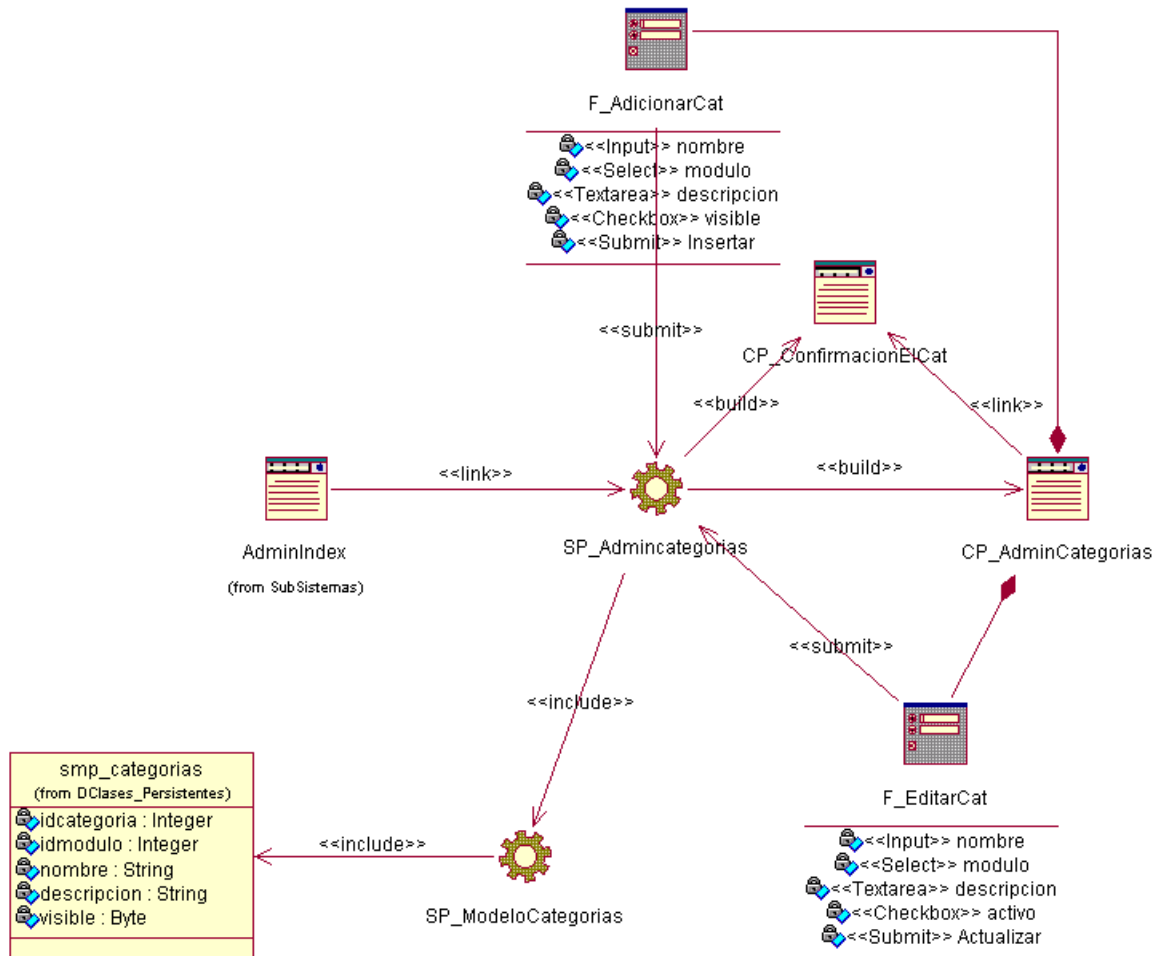 F_AdicionarCat
<<Input>> nombre
<<Select>> modulo
<<Textarea>> descripcion
<<Checkbox>> visible
<<Submit>> Insertar
<<submit>>
CP_ConfirmacionElCat
<<build>>
<<link>>
<<link>>
<<build>>
AdminIndex
(from SubSistemas)
SP_Admincategorias
CP_AdminCategorias
<<submit>>
<<include>>
smp_categorias
(from DClases_Persistentes)
idcategoria : Integer
idmodulo : Integer
nombre : String
descripcion : String
visible : Byte
<<include>>
SP_ModeloCategorias
F_EditarCat
<<Input>> nombre
<<Select>> modulo
<<Textarea>> descripcion
<<Checkbox>> activo
<<Submit>> Actualizar